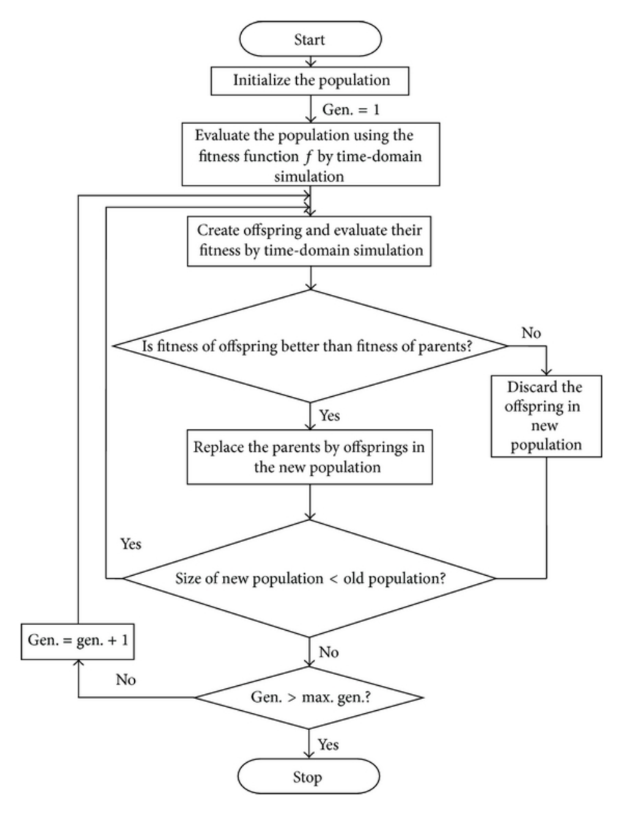 Start
Initialize the population
Gen. = 1
Evaluate the population using the
fitness function f by time-domain
simulation
Create offspring and evaluate their
fitness by time-domain simulation
Is fitness of offspring better than fitness of parents?
No
Discard the
offspring in
new
population
Yes
Replace the parents by offsprings in
the new population
Yes
Size of new population < old population?
Gen. = gen. + 1
No
No
Gen. > max. gen.?
Yes
Stop